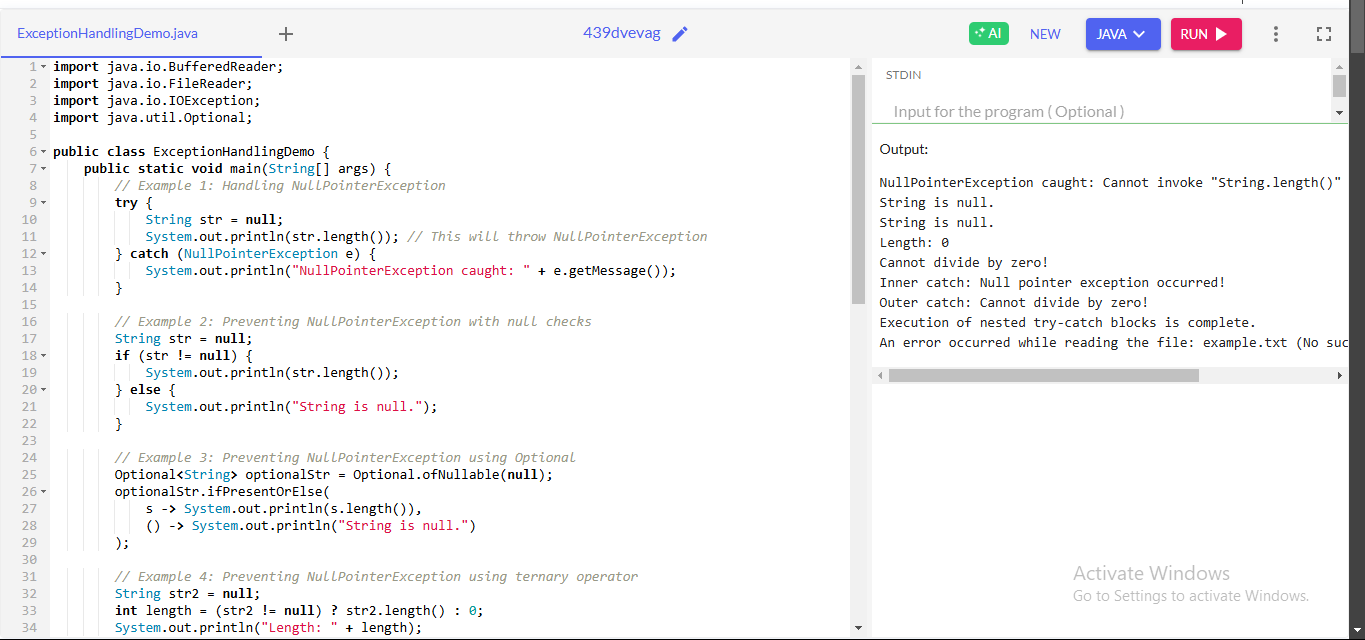 ExceptionHandlingDemo.java
+
439dvevag
AI
NEW
JAVA
RUN
1 import java.io.BufferedReader;
2 import java.io.FileReader;
3 import java.io.IOException;
4 import java.util.Optional;
5
6 public class ExceptionHandlingDemo {
7     public static void main(String[] args) {
8         // Example 1: Handling NullPointerException
9         try {
10             String str = null;
11             System.out.println(str.length()); // This will throw NullPointerException
12         } catch (NullPointerException e) {
13             System.out.println("NullPointerException caught: " + e.getMessage());
14         }
15
16         // Example 2: Preventing NullPointerException with null checks
17         String str = null;
18         if (str != null) {
19             System.out.println(str.length());
20         } else {
21             System.out.println("String is null.");
22         }
23
24         // Example 3: Preventing NullPointerException using Optional
25         Optional<String> optionalStr = Optional.ofNullable(null);
26         optionalStr.ifPresentOrElse(
27             s -> System.out.println(s.length()),
28             () -> System.out.println("String is null.")
29         );
30
31         // Example 4: Preventing NullPointerException using ternary operator
32         String str2 = null;
33         int length = (str2 != null) ? str2.length() : 0;
34         System.out.println("Length: " + length);
STDIN
Input for the program ( Optional )
Output:
NullPointerException caught: Cannot invoke "String.length()"
String is null.
String is null.
Length: 0
Cannot divide by zero!
Inner catch: Null pointer exception occurred!
Outer catch: Cannot divide by zero!
Execution of nested try-catch blocks is complete.
An error occurred while reading the file: example.txt (No suc
Activate Windows
Go to Settings to activate Windows.